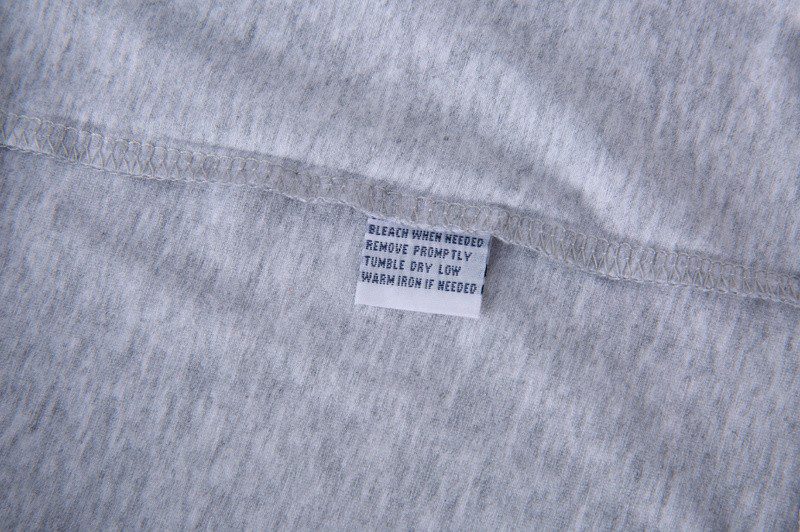 BLEACH WHEN NEEDED
REMOVE PROMPTLY
TUMBLE DRY LOW
WARM IRON IF NEEDED